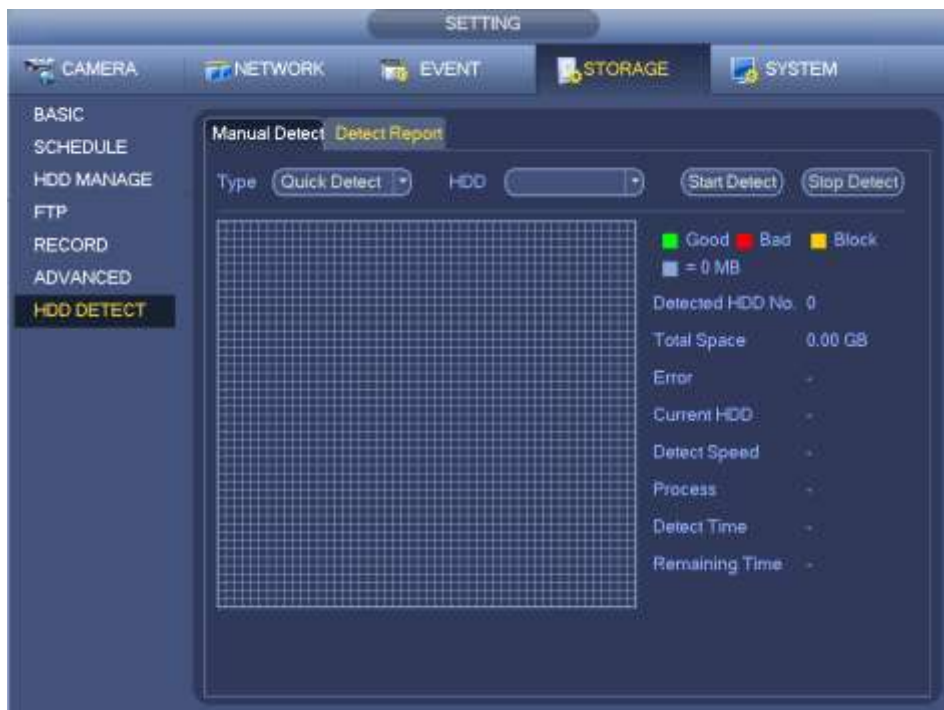 SETTING
CAMERA NETWORK EVENT STORAGE SYSTEM
BASIC
SCHEDULE
HDD MANAGE
FTP
RECORD
ADVANCED
HDD DETECT
Manual Detect Detect Report
Type Quick Detect HDD Start Detect Stop Detect
Good Bad Block
= 0 MB
Detected HDD No. 0
Total Space 0.00 GB
Error -
Current HDD -
Detect Speed -
Process -
Detect Time -
Remaining Time -